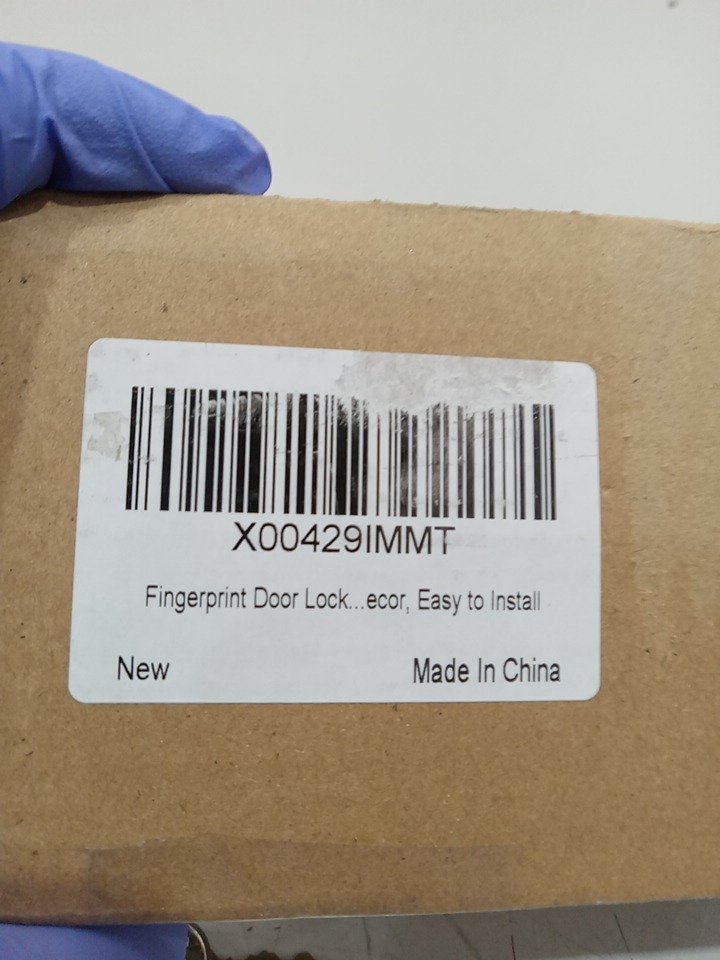 X00429IMMT
Fingerprint Door Lock...ecor, Easy to Install
New
Made In China